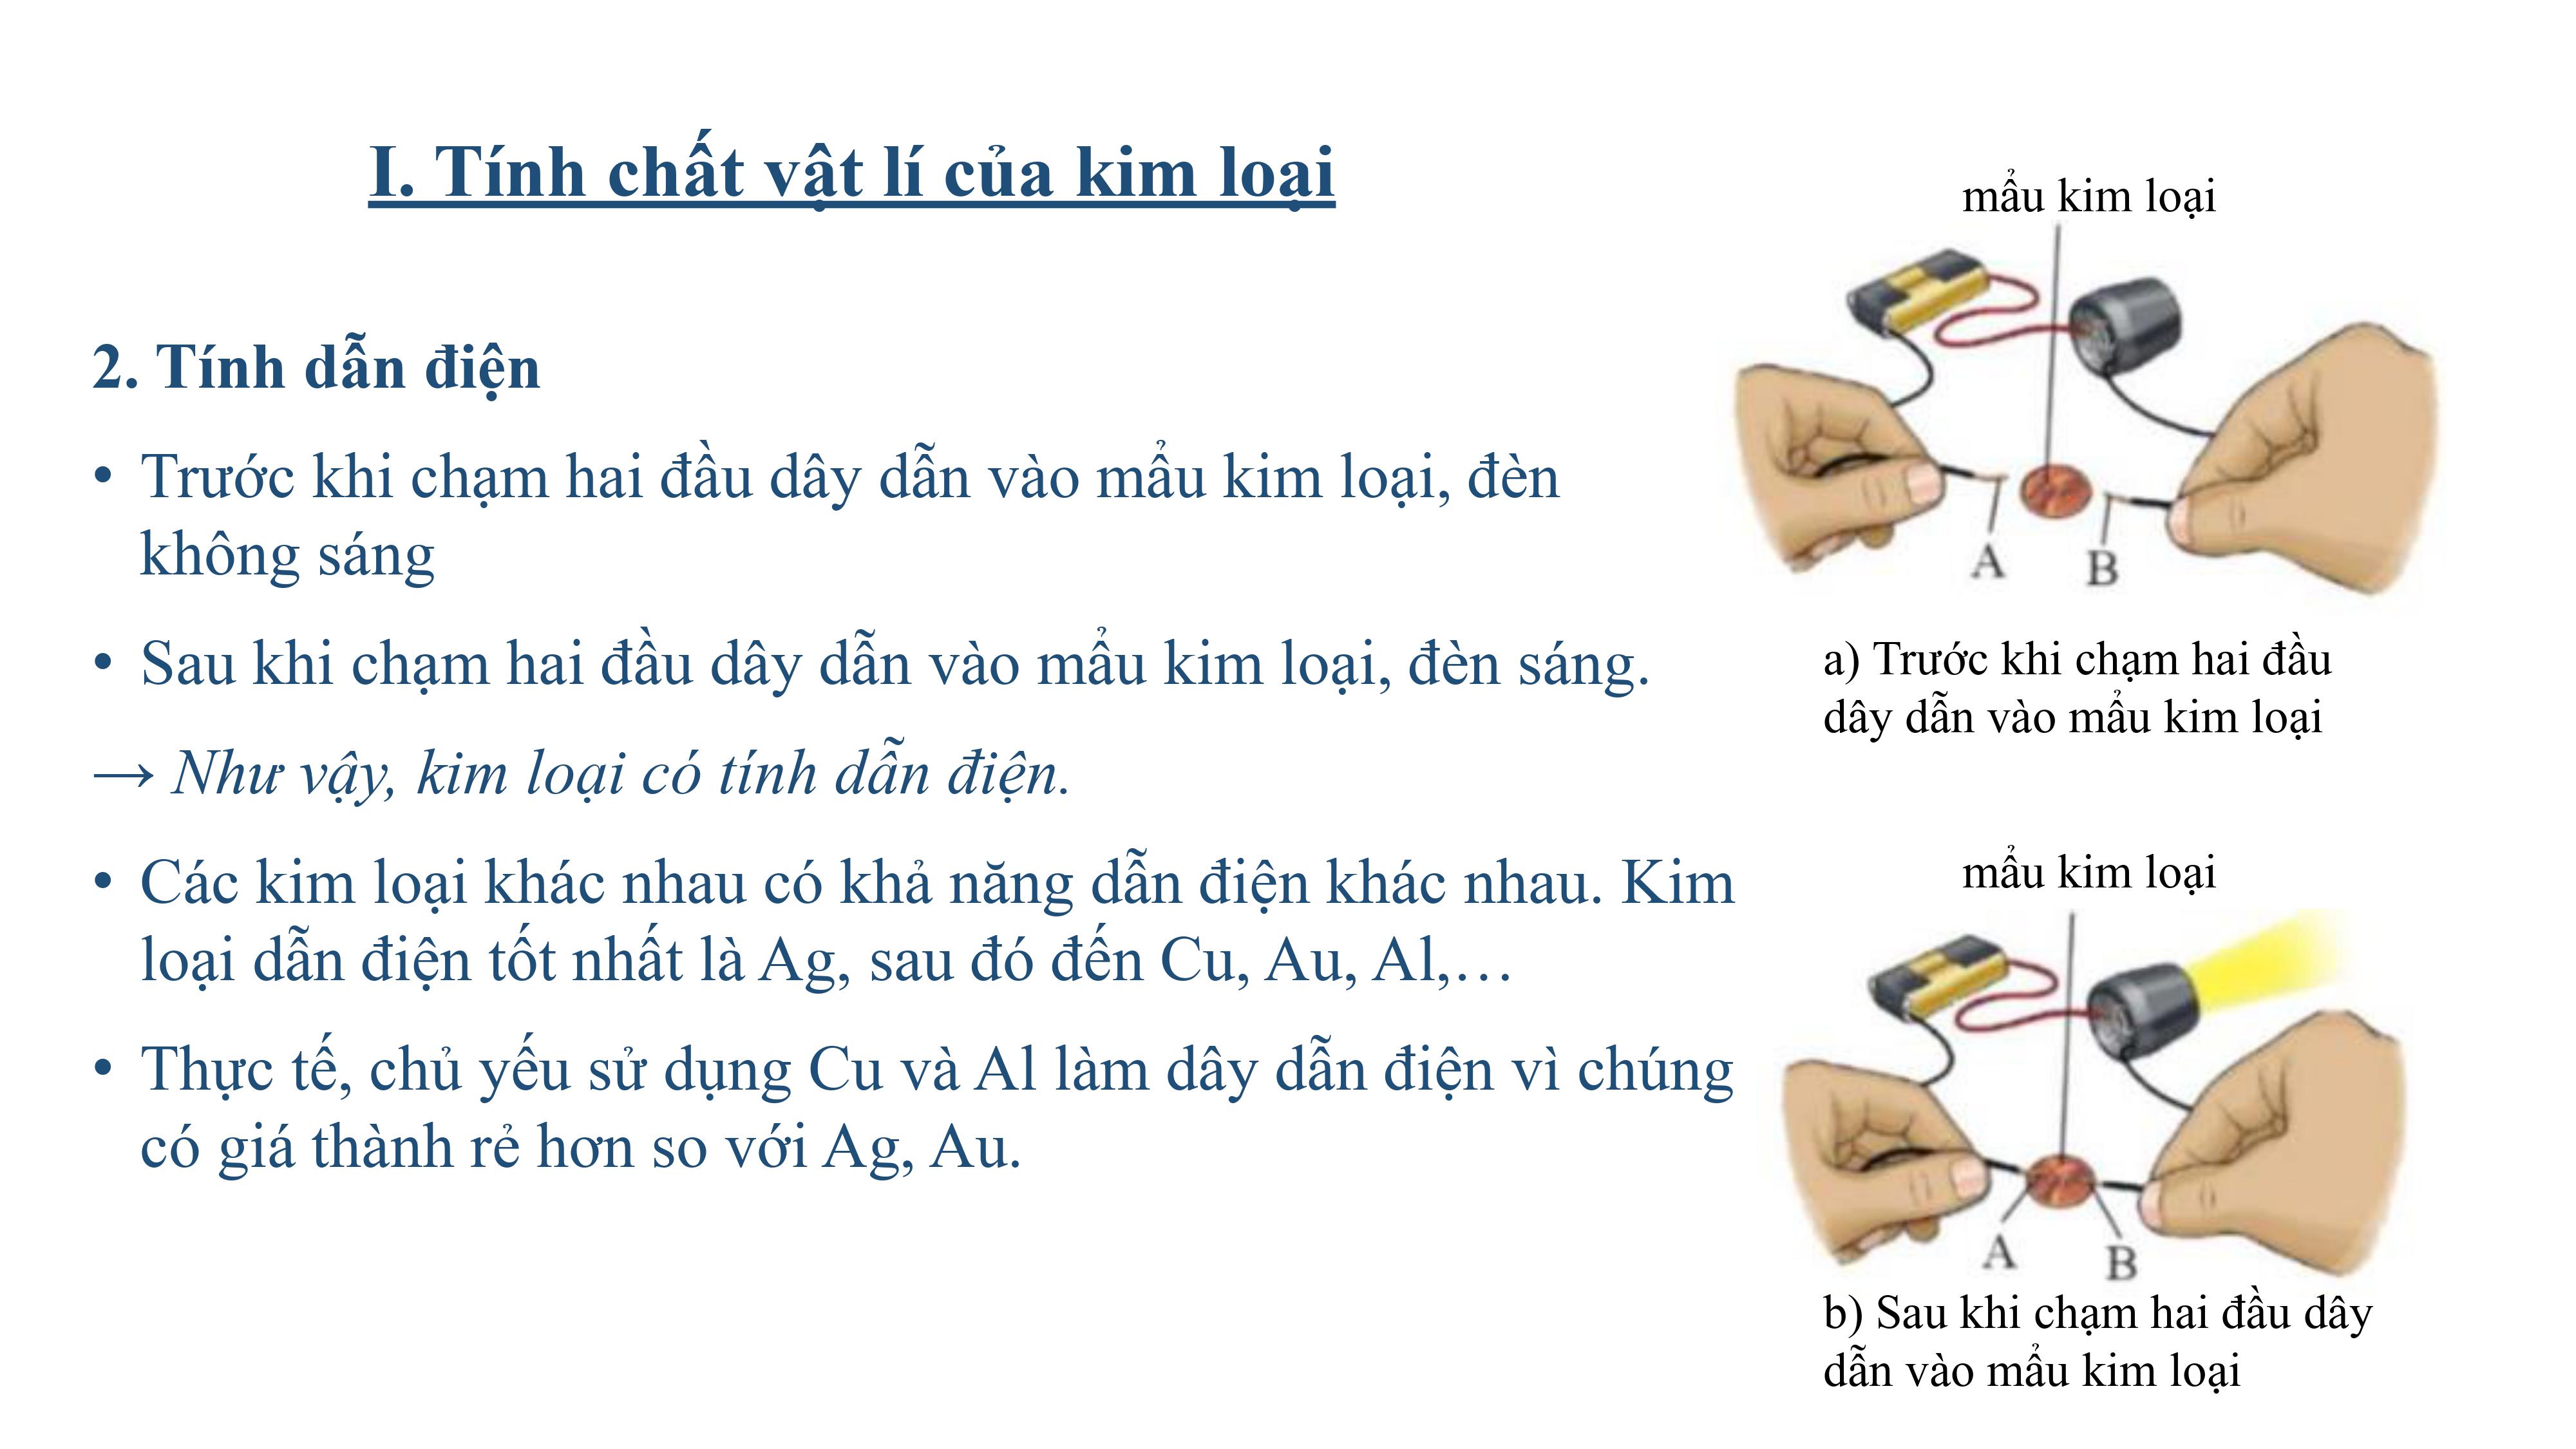 I. Tính chất vật lí của kim loại
2. Tính dẫn điện
• Trước khi chạm hai đầu dây dẫn vào mẩu kim loại, đèn
không sáng
• Sau khi chạm hai đầu dây dẫn vào mẩu kim loại, đèn sáng.
→ Như vậy, kim loại có tính dẫn điện.
• Các kim loại khác nhau có khả năng dẫn điện khác nhau. Kim
loại dẫn điện tốt nhất là Ag, sau đó đến Cu, Au, Al,…
• Thực tế, chủ yếu sử dụng Cu và Al làm dây dẫn điện vì chúng
có giá thành rẻ hơn so với Ag, Au.
mẩu kim loại
A
B
a) Trước khi chạm hai đầu
dây dẫn vào mẩu kim loại
mẩu kim loại
A
B
b) Sau khi chạm hai đầu dây
dẫn vào mẩu kim loại